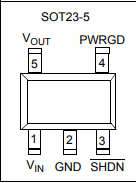 SOT23-5
VOUT PWRGD
5 4
1 2 3
VIN GND SHDN